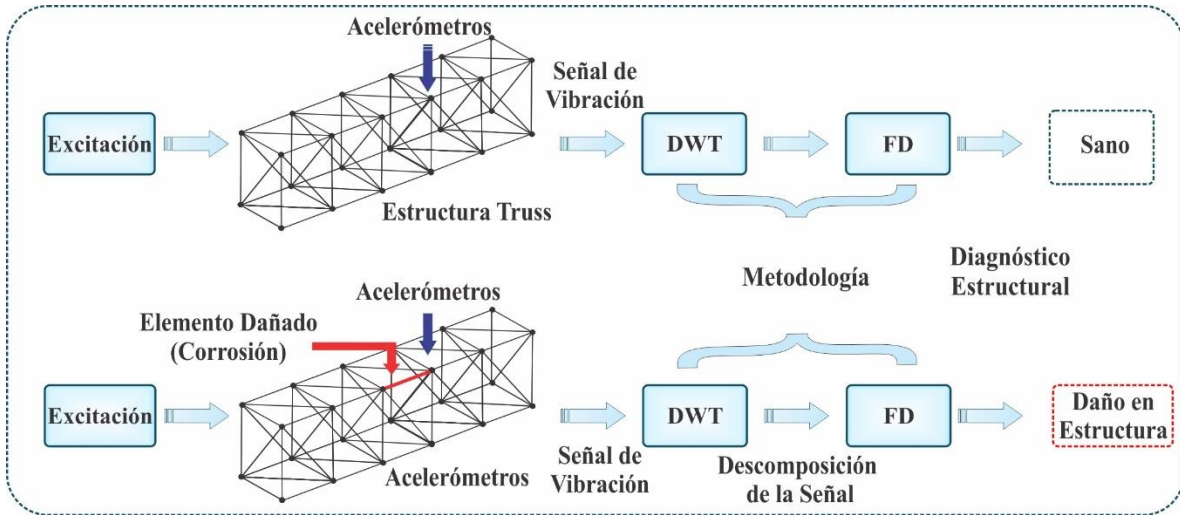 Acelerómetros
Señal de
Vibración
Excitación
DWT
FD
Sano
Estructura Truss
Metodología
Diagnóstico
Estructural
Acelerómetros
Elemento Dañado
(Corrosión)
Excitación
DWT
FD
Daño en
Estructura
Acelerómetros
Señal de
Vibración
Descomposición
de la Señal